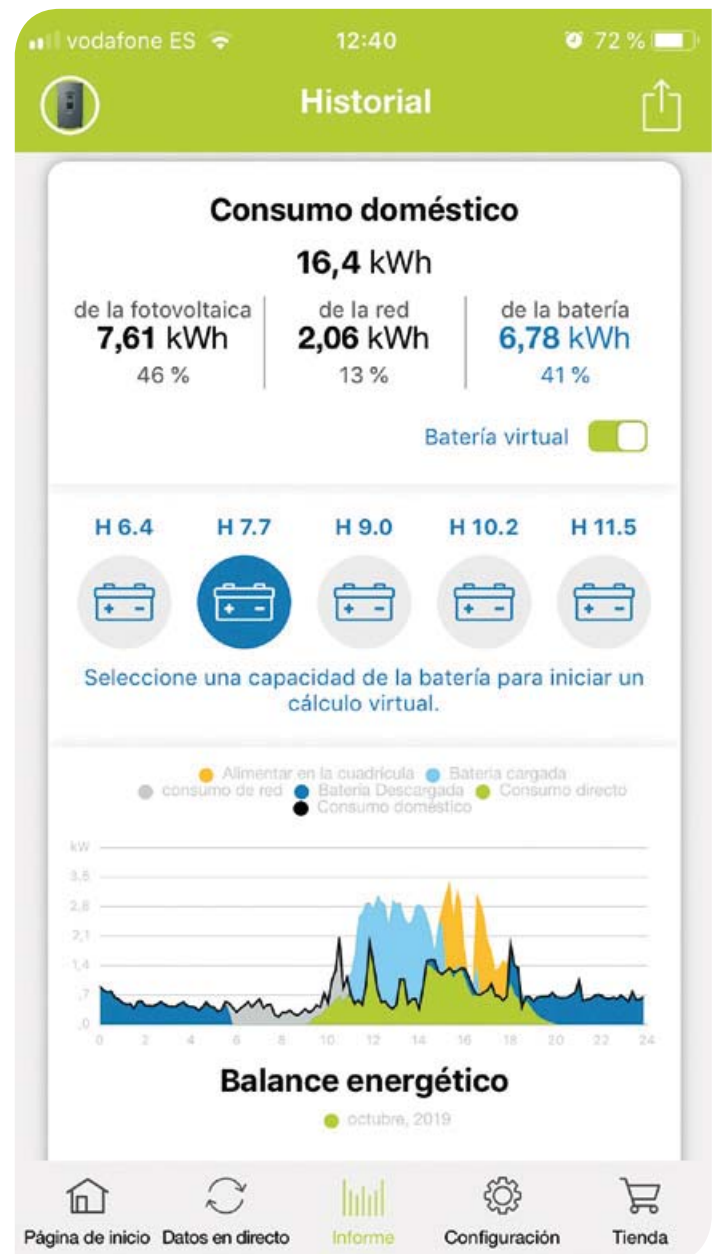 vodafone ES 12:40 72 %
Historial
Consumo doméstico
16,4 kWh
de la fotovoltaica de la red de la batería
7,61 kWh 2,06 kWh 6,78 kWh
46 % 13 % 41 %
Batería virtual
H 6.4 H 7.7 H 9.0 H 10.2 H 11.5
Seleccione una capacidad de la batería para iniciar un
cálculo virtual.
Alimentar en la cuadrícula Batería cargada
consumo de red Batería Descargada Consumo directo
Consumo doméstico
kW
3,5
2,8
2,1
1,4
,7
,0
0 2 4 6 8 10 12 14 16 18 20 22 24
Balance energético
octubre, 2019
Página de inicio Datos en directo Informe Configuración Tienda